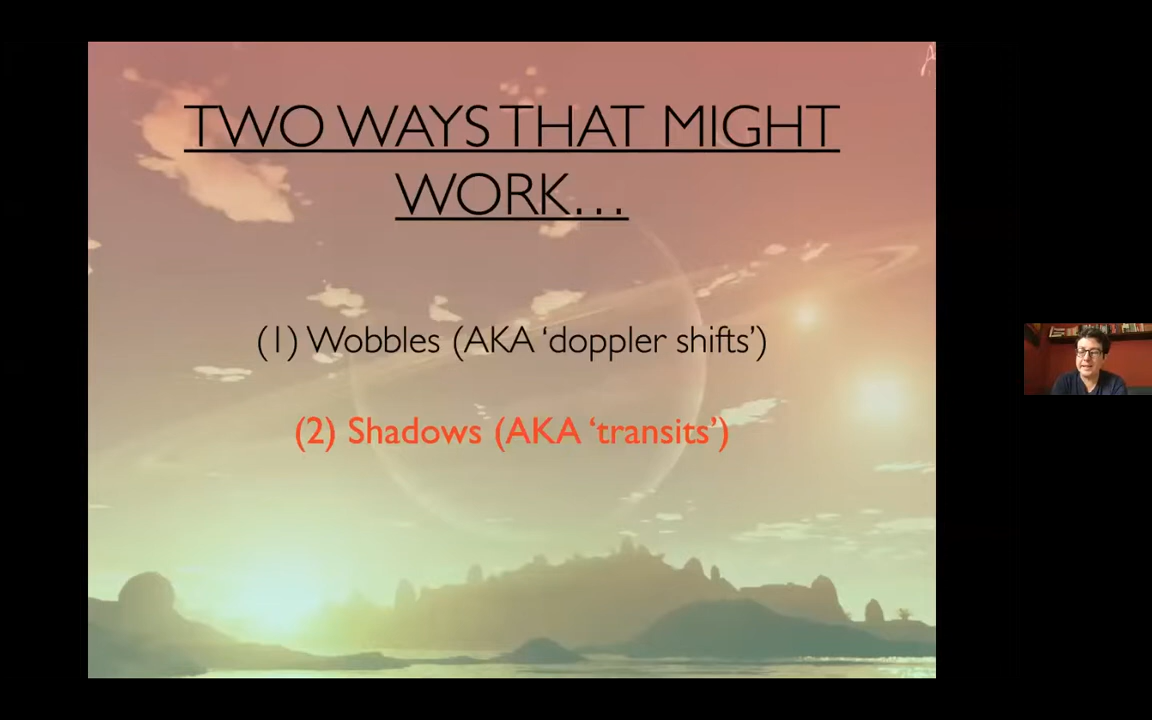 TWO WAYS THAT MIGHT
WORK...
(1) Wobbles (AKA ‘doppler shifts’)
(2) Shadows (AKA ‘transits’)